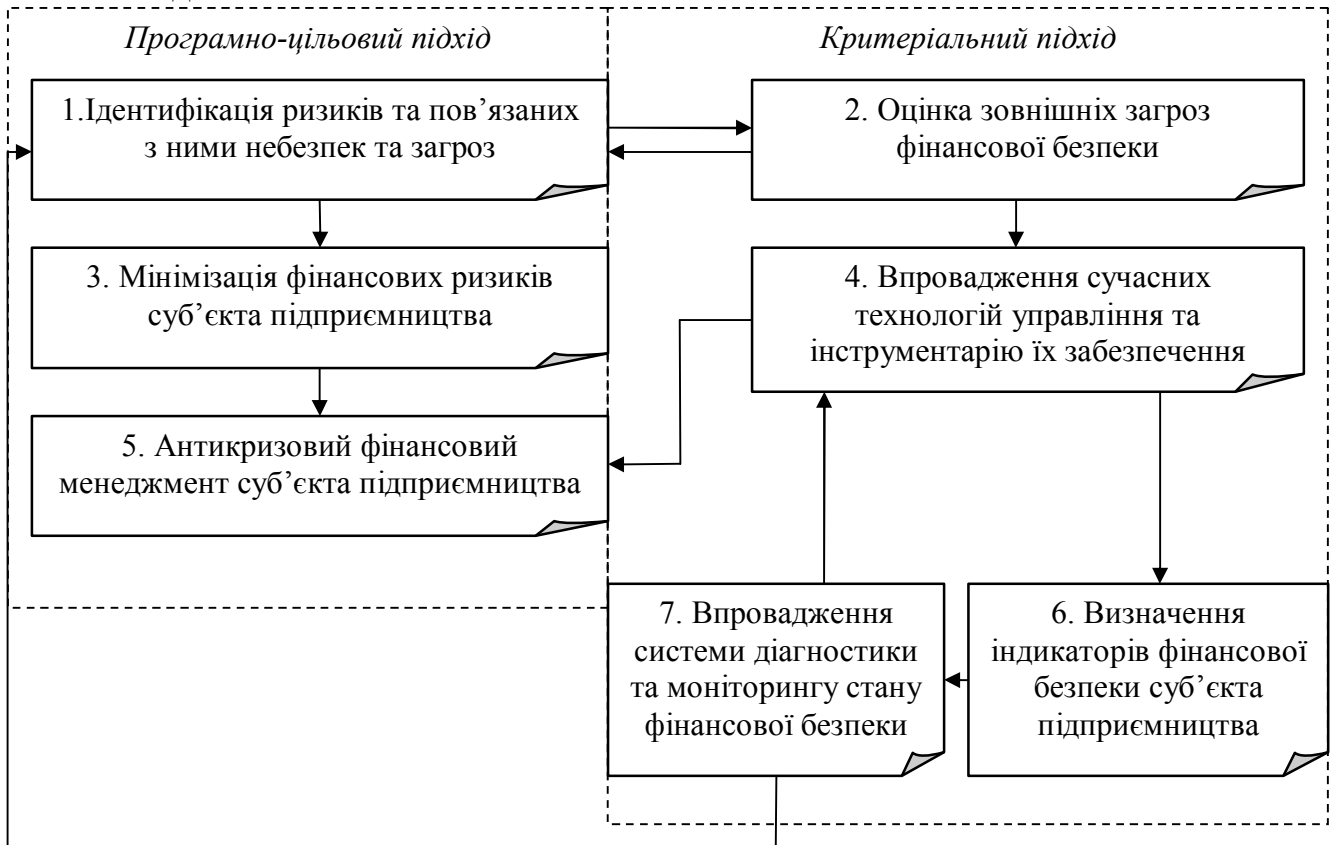 Програмно-цільовий підхід
Критеріальний підхід
1.Ідентифікація ризиків та пов’язаних
з ними небезпек та загроз
2. Оцінка зовнішніх загроз
фінансової безпеки
3. Мінімізація фінансових ризиків
суб’єкта підприємництва
4. Впровадження сучасних
технологій управління та
інструментарію їх забезпечення
5. Антикризовий фінансовий
менеджмент суб’єкта підприємництва
7. Впровадження
системи діагностики
та моніторингу стану
фінансової безпеки
6. Визначення
індикаторів фінансової
безпеки суб’єкта
підприємництва